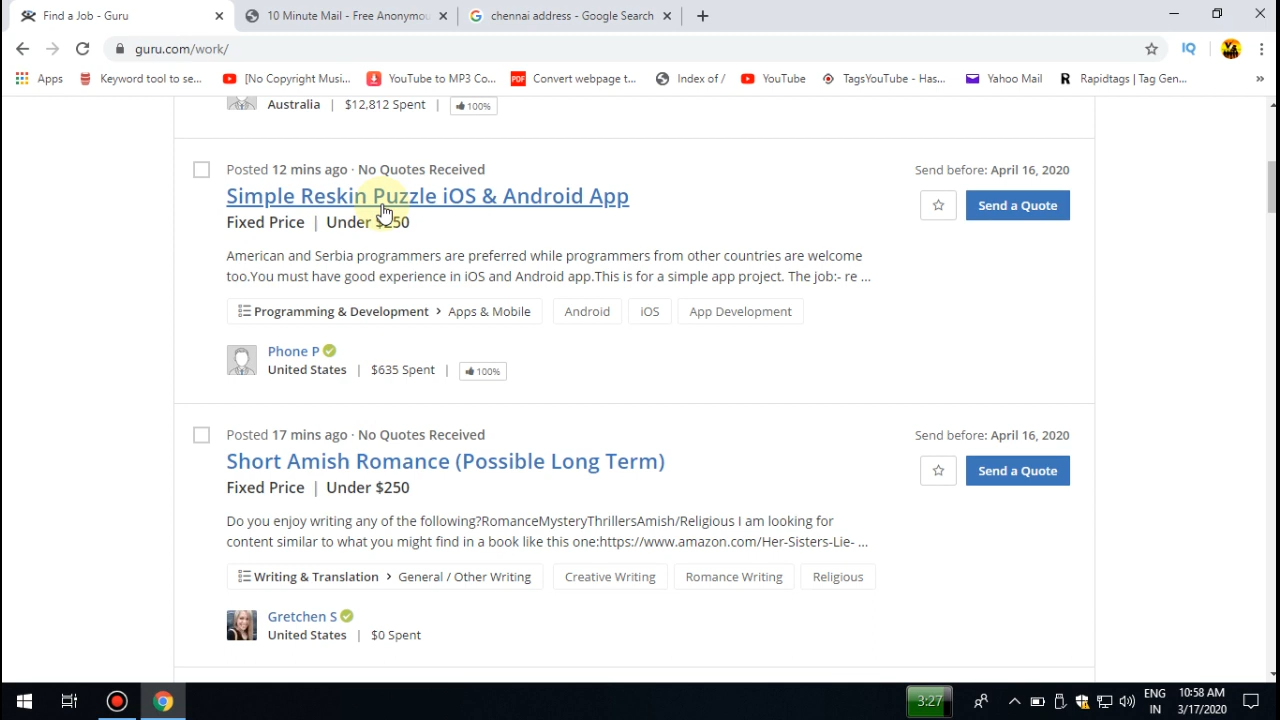 Find a Job - Guru
10 Minute Mail - Free Anonymou
chennai address - Google Search
guru.com/work/
IQ
Apps
Keyword tool to se...
[No Copyright Musi...
YouTube to MP3 Co...
PDF
Convert webpage t...
Index of /
YouTube
TagsYouTube - Has...
Yahoo Mail
R
Rapidtags | Tag Gen...
»
Australia | $12,812 Spent | 100%
Posted 12 mins ago · No Quotes Received
Send before: April 16, 2020
Simple Reskin Puzzle iOS & Android App
Send a Quote
Fixed Price | Under $250
American and Serbia programmers are preferred while programmers from other countries are welcome
too.You must have good experience in iOS and Android app.This is for a simple app project. The job:- re ...
Programming & Development › Apps & Mobile
Android
iOS
App Development
Phone P
United States | $635 Spent | 100%
Posted 17 mins ago · No Quotes Received
Send before: April 16, 2020
Short Amish Romance (Possible Long Term)
Send a Quote
Fixed Price | Under $250
Do you enjoy writing any of the following?RomanceMysteryThrillersAmish/Religious I am looking for
content similar to what you might find in a book like this one:https://www.amazon.com/Her-Sisters-Lie- ...
Writing & Translation › General / Other Writing
Creative Writing
Romance Writing
Religious
Gretchen S
United States | $0 Spent
3:27
ENG
IN
10:58 AM
3/17/2020